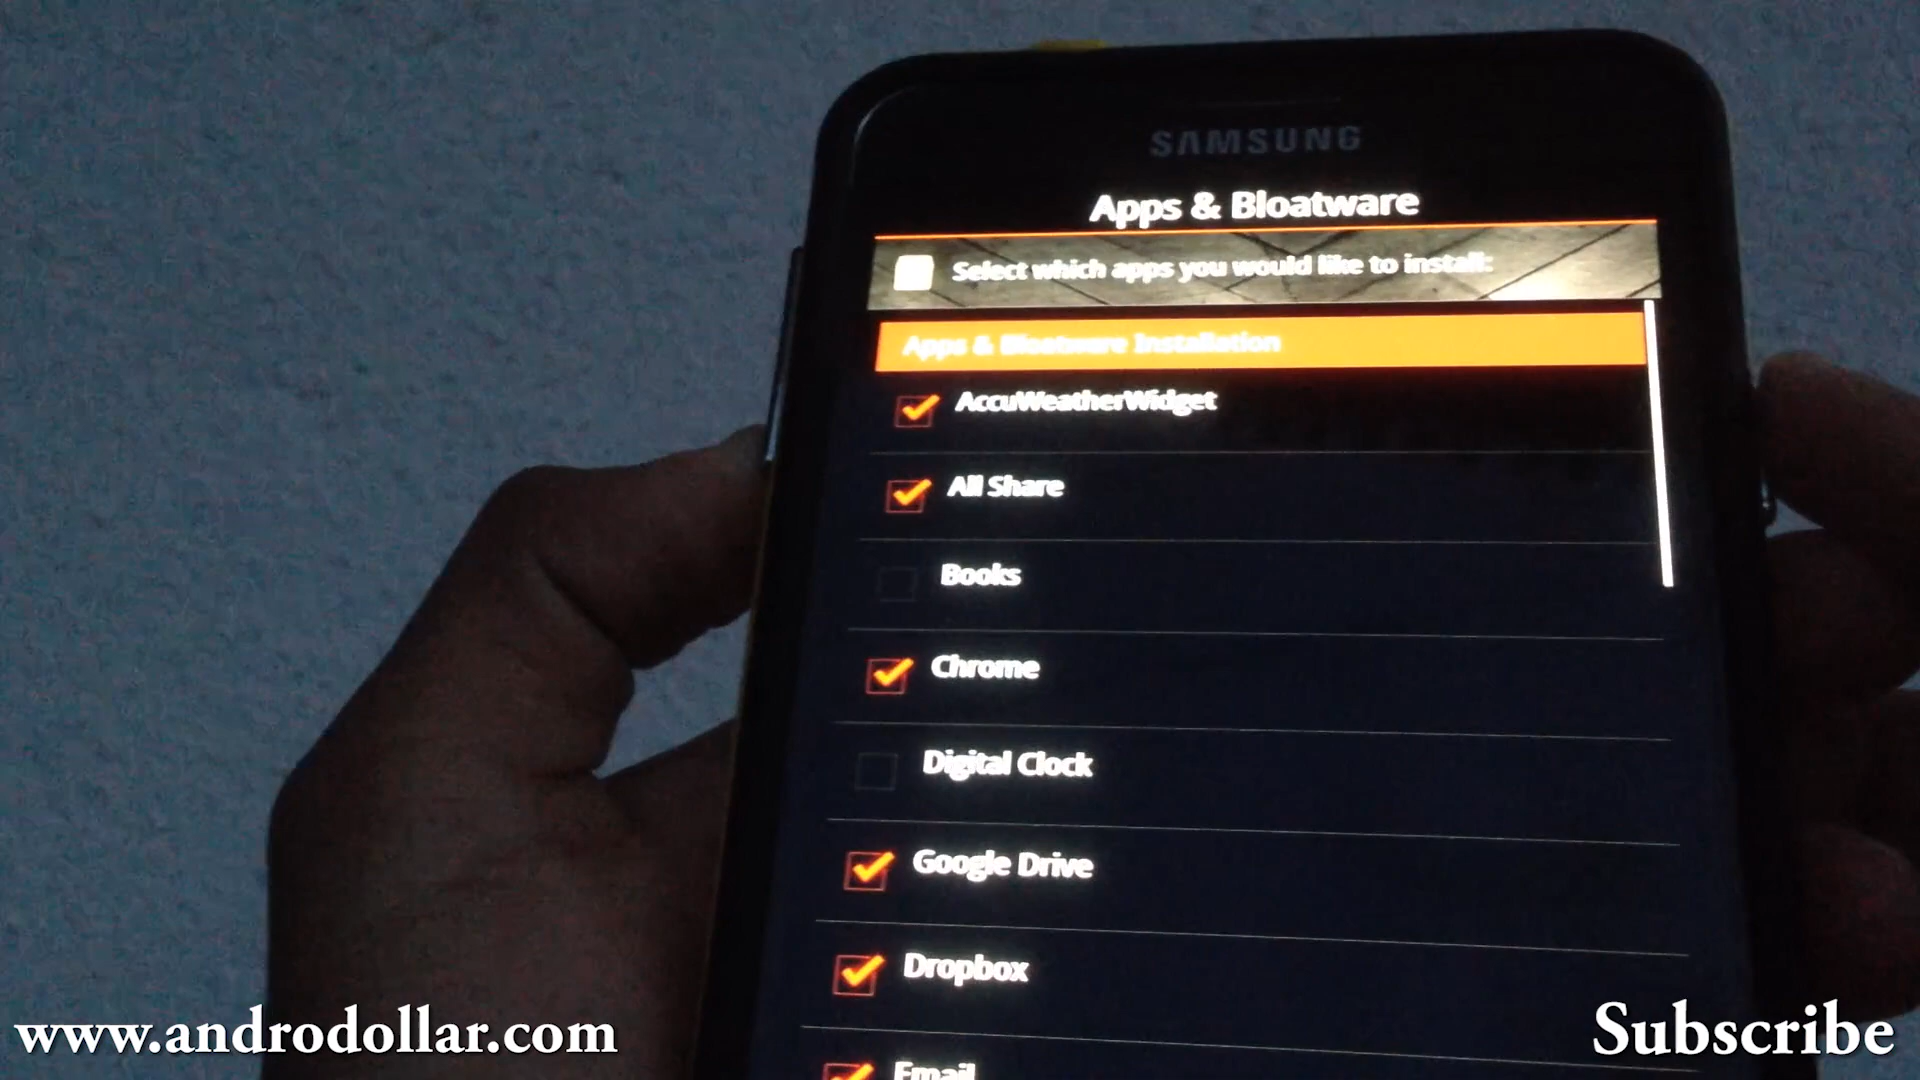 SAMSUNG
Apps & Bloatware
Select which apps you would like to install:
Apps & Bloatware Installation
AccuWeatherWidget
All Share
Books
Chrome
Digital Clock
Google Drive
Dropbox
Email
www.androdollar.com
Subscribe